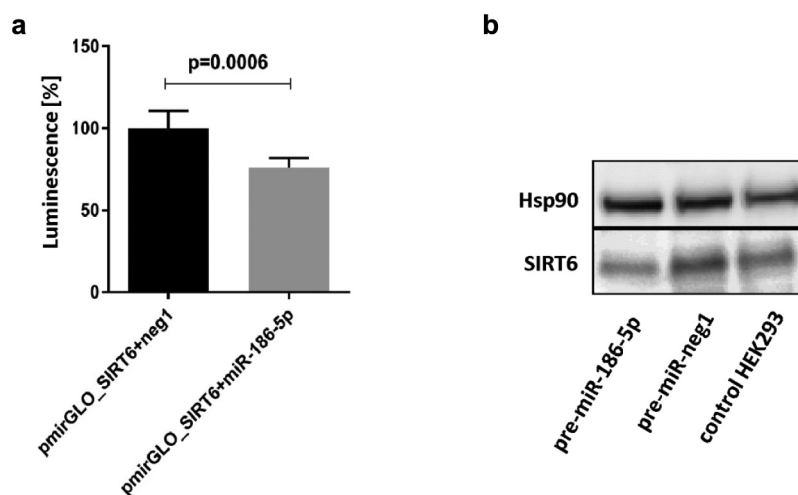 a
Luminescence [%]
150
100
50
0
p=0.0006
pmirGLO_SIRT6+neg1
pmirGLO_SIRT6+miR-186-5p
b
Hsp90
SIRT6
pre-miR-186-5p
pre-miR-neg1
control HEK293